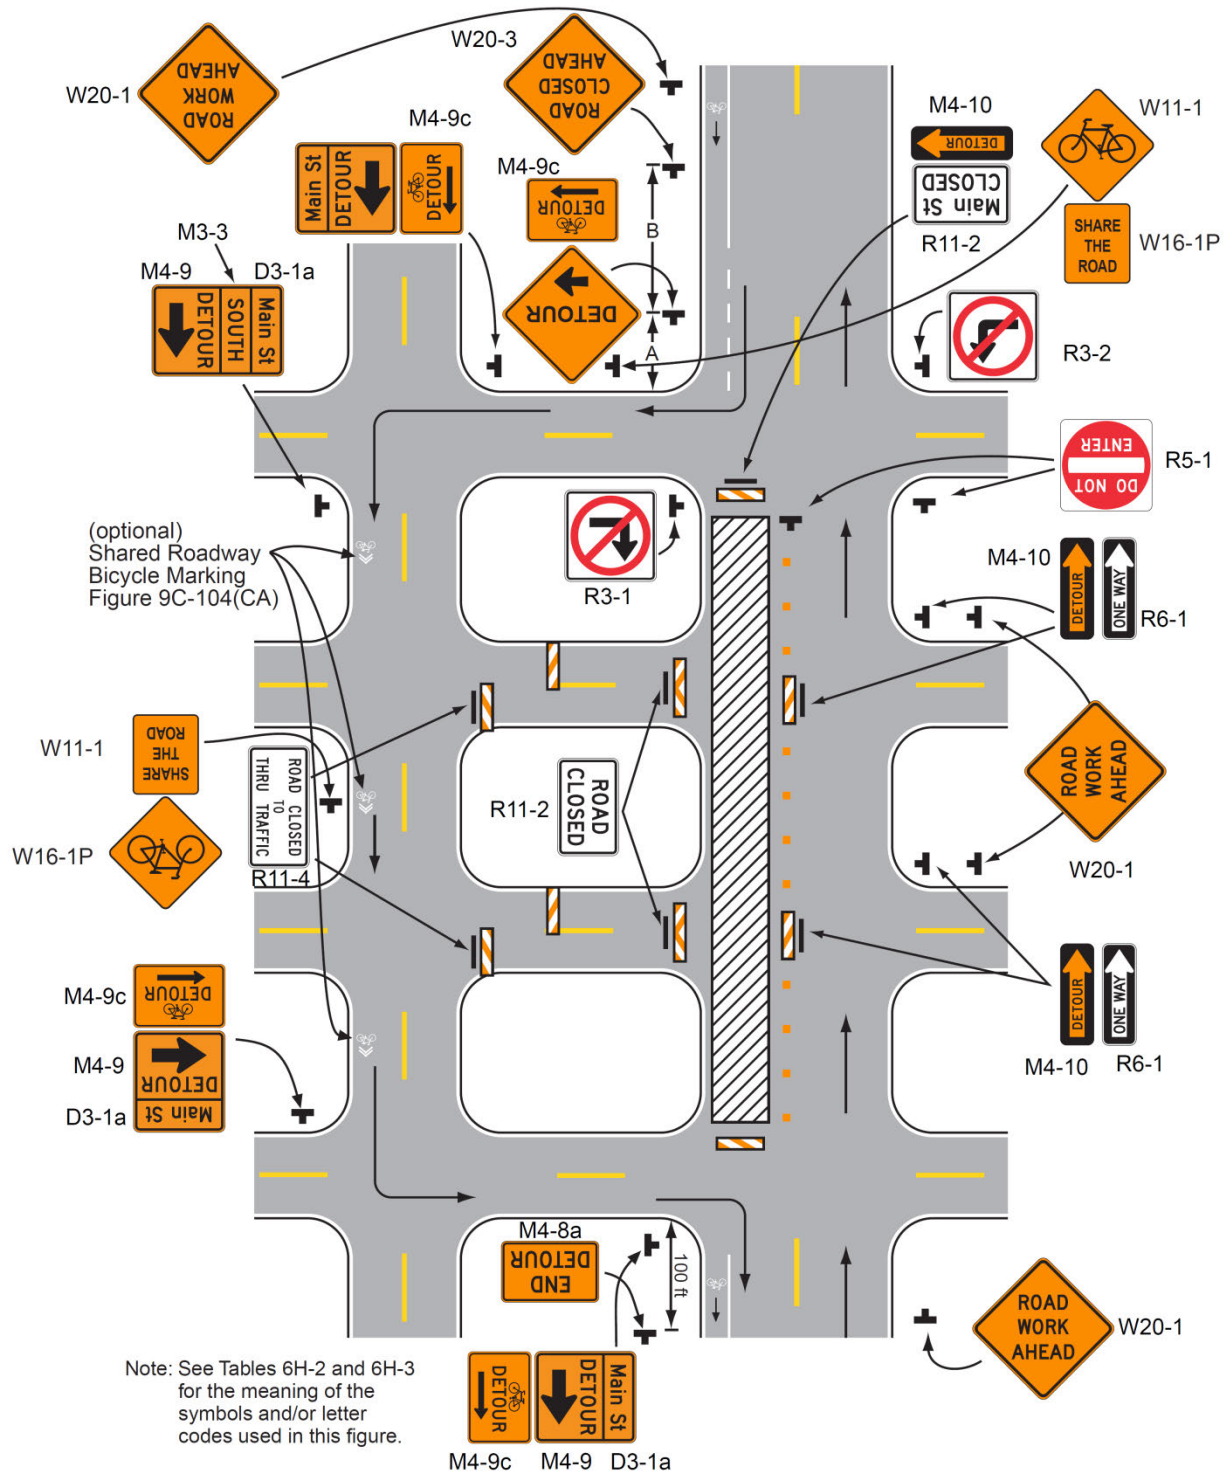 ROAD
WORK
AHEAD
W20-1
W20-3
ROAD
CLOSED
AHEAD
M4-9c
Main St
DETOUR
DETOUR
M4-9c
DETOUR
DETOUR
M3-3
M4-9
D3-1a
DETOUR
SOUTH
Main St
B
A
M4-10
DETOUR
Main St
CLOSED
R11-2
W11-1
SHARE
THE
ROAD
W16-1P
R3-2
DO NOT
ENTER
R5-1
(optional)
Shared Roadway
Bicycle Marking
Figure 9C-104(CA)
R3-1
M4-10
DETOUR
ONE WAY
R6-1
W11-1
SHARE
THE
ROAD
W16-1P
ROAD CLOSED
TO
THRU TRAFFIC
R11-4
R11-2
ROAD
CLOSED
ROAD
WORK
AHEAD
W20-1
M4-9c
DETOUR
M4-9
DETOUR
D3-1a
Main St
DETOUR
ONE WAY
M4-10
R6-1
M4-8a
END
DETOUR
100 ft
ROAD
WORK
AHEAD
W20-1
Note: See Tables 6H-2 and 6H-3
for the meaning of the
symbols and/or letter
codes used in this figure.
DETOUR
DETOUR
Main St
M4-9c
M4-9
D3-1a